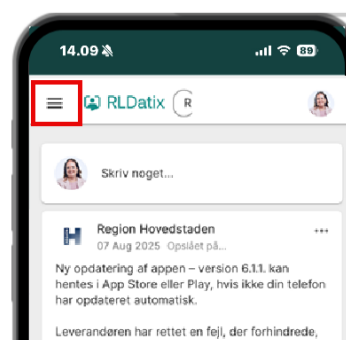 14.09
89
RLDatix
R
Skriv noget...
Region Hovedstaden
07 Aug 2025 Opslået på...
Ny opdatering af appen – version 6.1.1. kan
hentes i App Store eller Play, hvis ikke din telefon
har opdateret automatisk.
Leverandøren har rettet en fejl, der forhindrede,